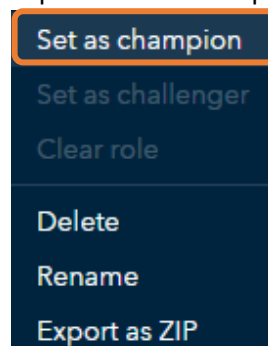 Set as champion
Set as challenger
Clear role
Delete
Rename
Export as ZIP